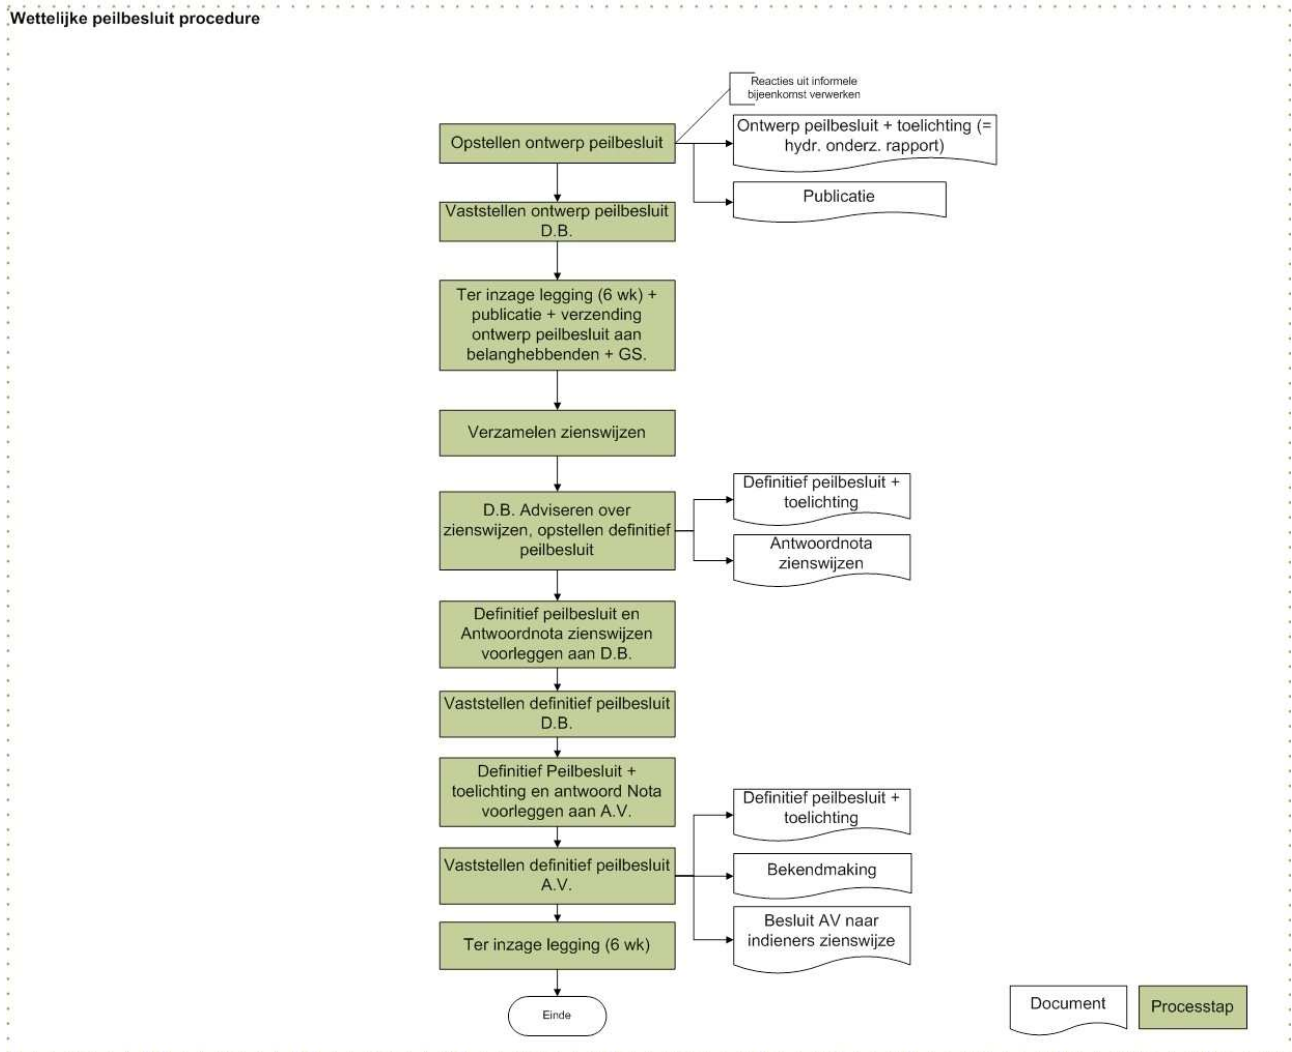 Wettelijke peilbesluit procedure
Reacties uit informele
bijeenkomst verwerken
Opstellen ontwerp peilbesluit
Ontwerp peilbesluit + toelichting (=
hydr. onderz. rapport)
Publicatie
Vaststellen ontwerp peilbesluit
D.B.
Ter inzage legging (6 wk) +
publicatie + verzending
ontwerp peilbesluit aan
belanghebbenden + GS.
Verzamelen zienswijzen
D.B. Adviseren over
zienswijzen, opstellen definitief
peilbesluit
Definitief peilbesluit +
toelichting
Antwoordnota
zienswijzen
Definitief peilbesluit en
Antwoordnota zienswijzen
voorleggen aan D.B.
Vaststellen definitief peilbesluit
D.B.
Definitief Peilbesluit +
toelichting en antwoord Nota
voorleggen aan A.V.
Vaststellen definitief peilbesluit
A.V.
Definitief peilbesluit +
toelichting
Bekendmaking
Besluit AV naar
indieners zienswijze
Ter inzage legging (6 wk)
Einde
Document
Processtap